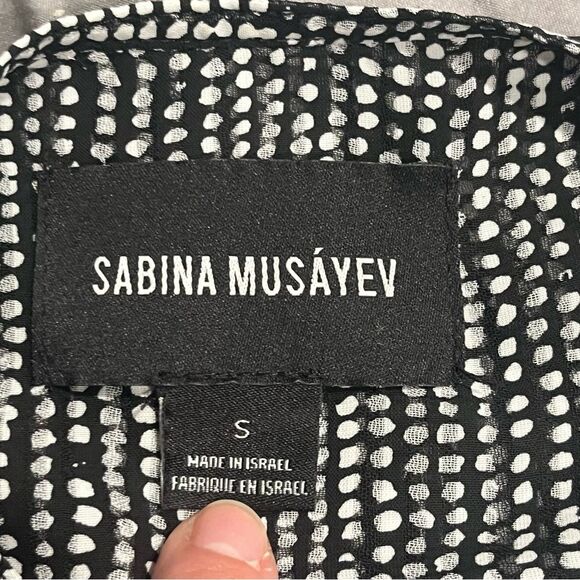 SABINA MUSÁYEV
S
MADE IN ISRAEL
FABRIQUE EN ISRAEL